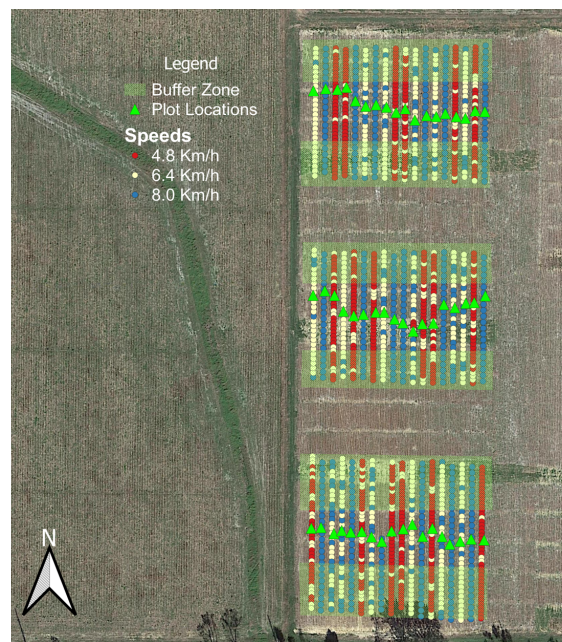 Legend
Buffer Zone
Plot Locations
Speeds
4.8 Km/h
6.4 Km/h
8.0 Km/h
N